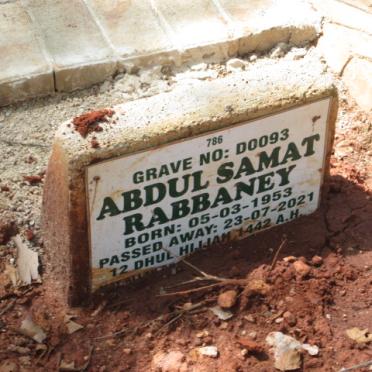 786
GRAVE NO: D0093
ABDUL SAMAT
RABBANEY
BORN: 05-03-1953
PASSED AWAY: 23-07-2021
12 DHUL HIJJAH 1442 A.H.